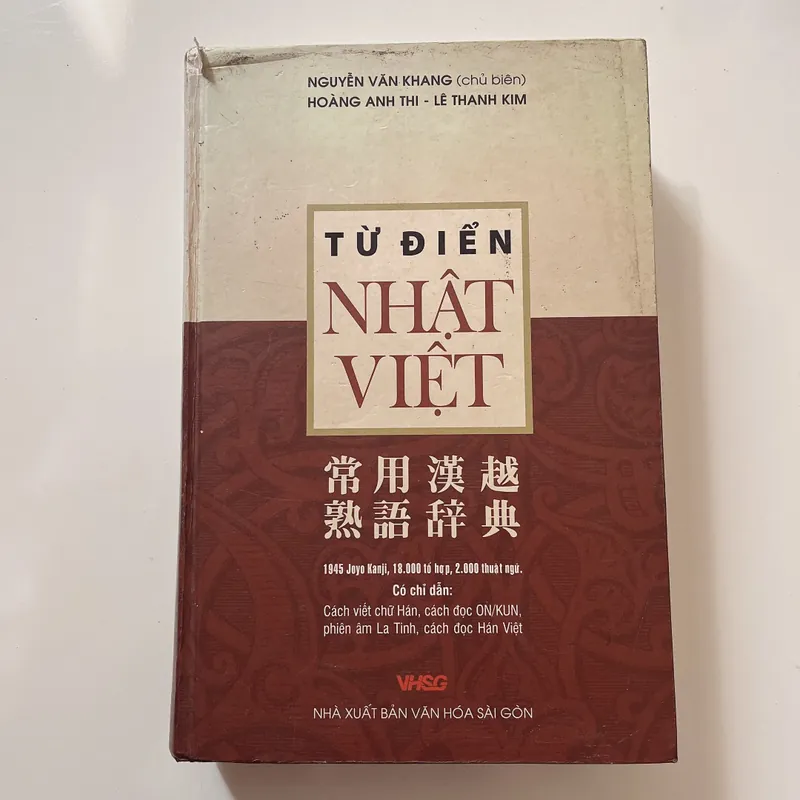 NGUYỄN VĂN KHANG (chủ biên)
HOÀNG ANH THI - LÊ THANH KIM
TỪ ĐIỂN
NHẬT
VIỆT
常用漢越
熟語辞典
1945 Joyo Kanji, 18.000 tổ hợp, 2.000 thuật ngữ.
Có chỉ dẫn:
Cách viết chữ Hán, cách đọc ON/KUN,
phiên âm La Tinh, cách đọc Hán Việt
VHSG
NHÀ XUẤT BẢN VĂN HÓA SÀI GÒN